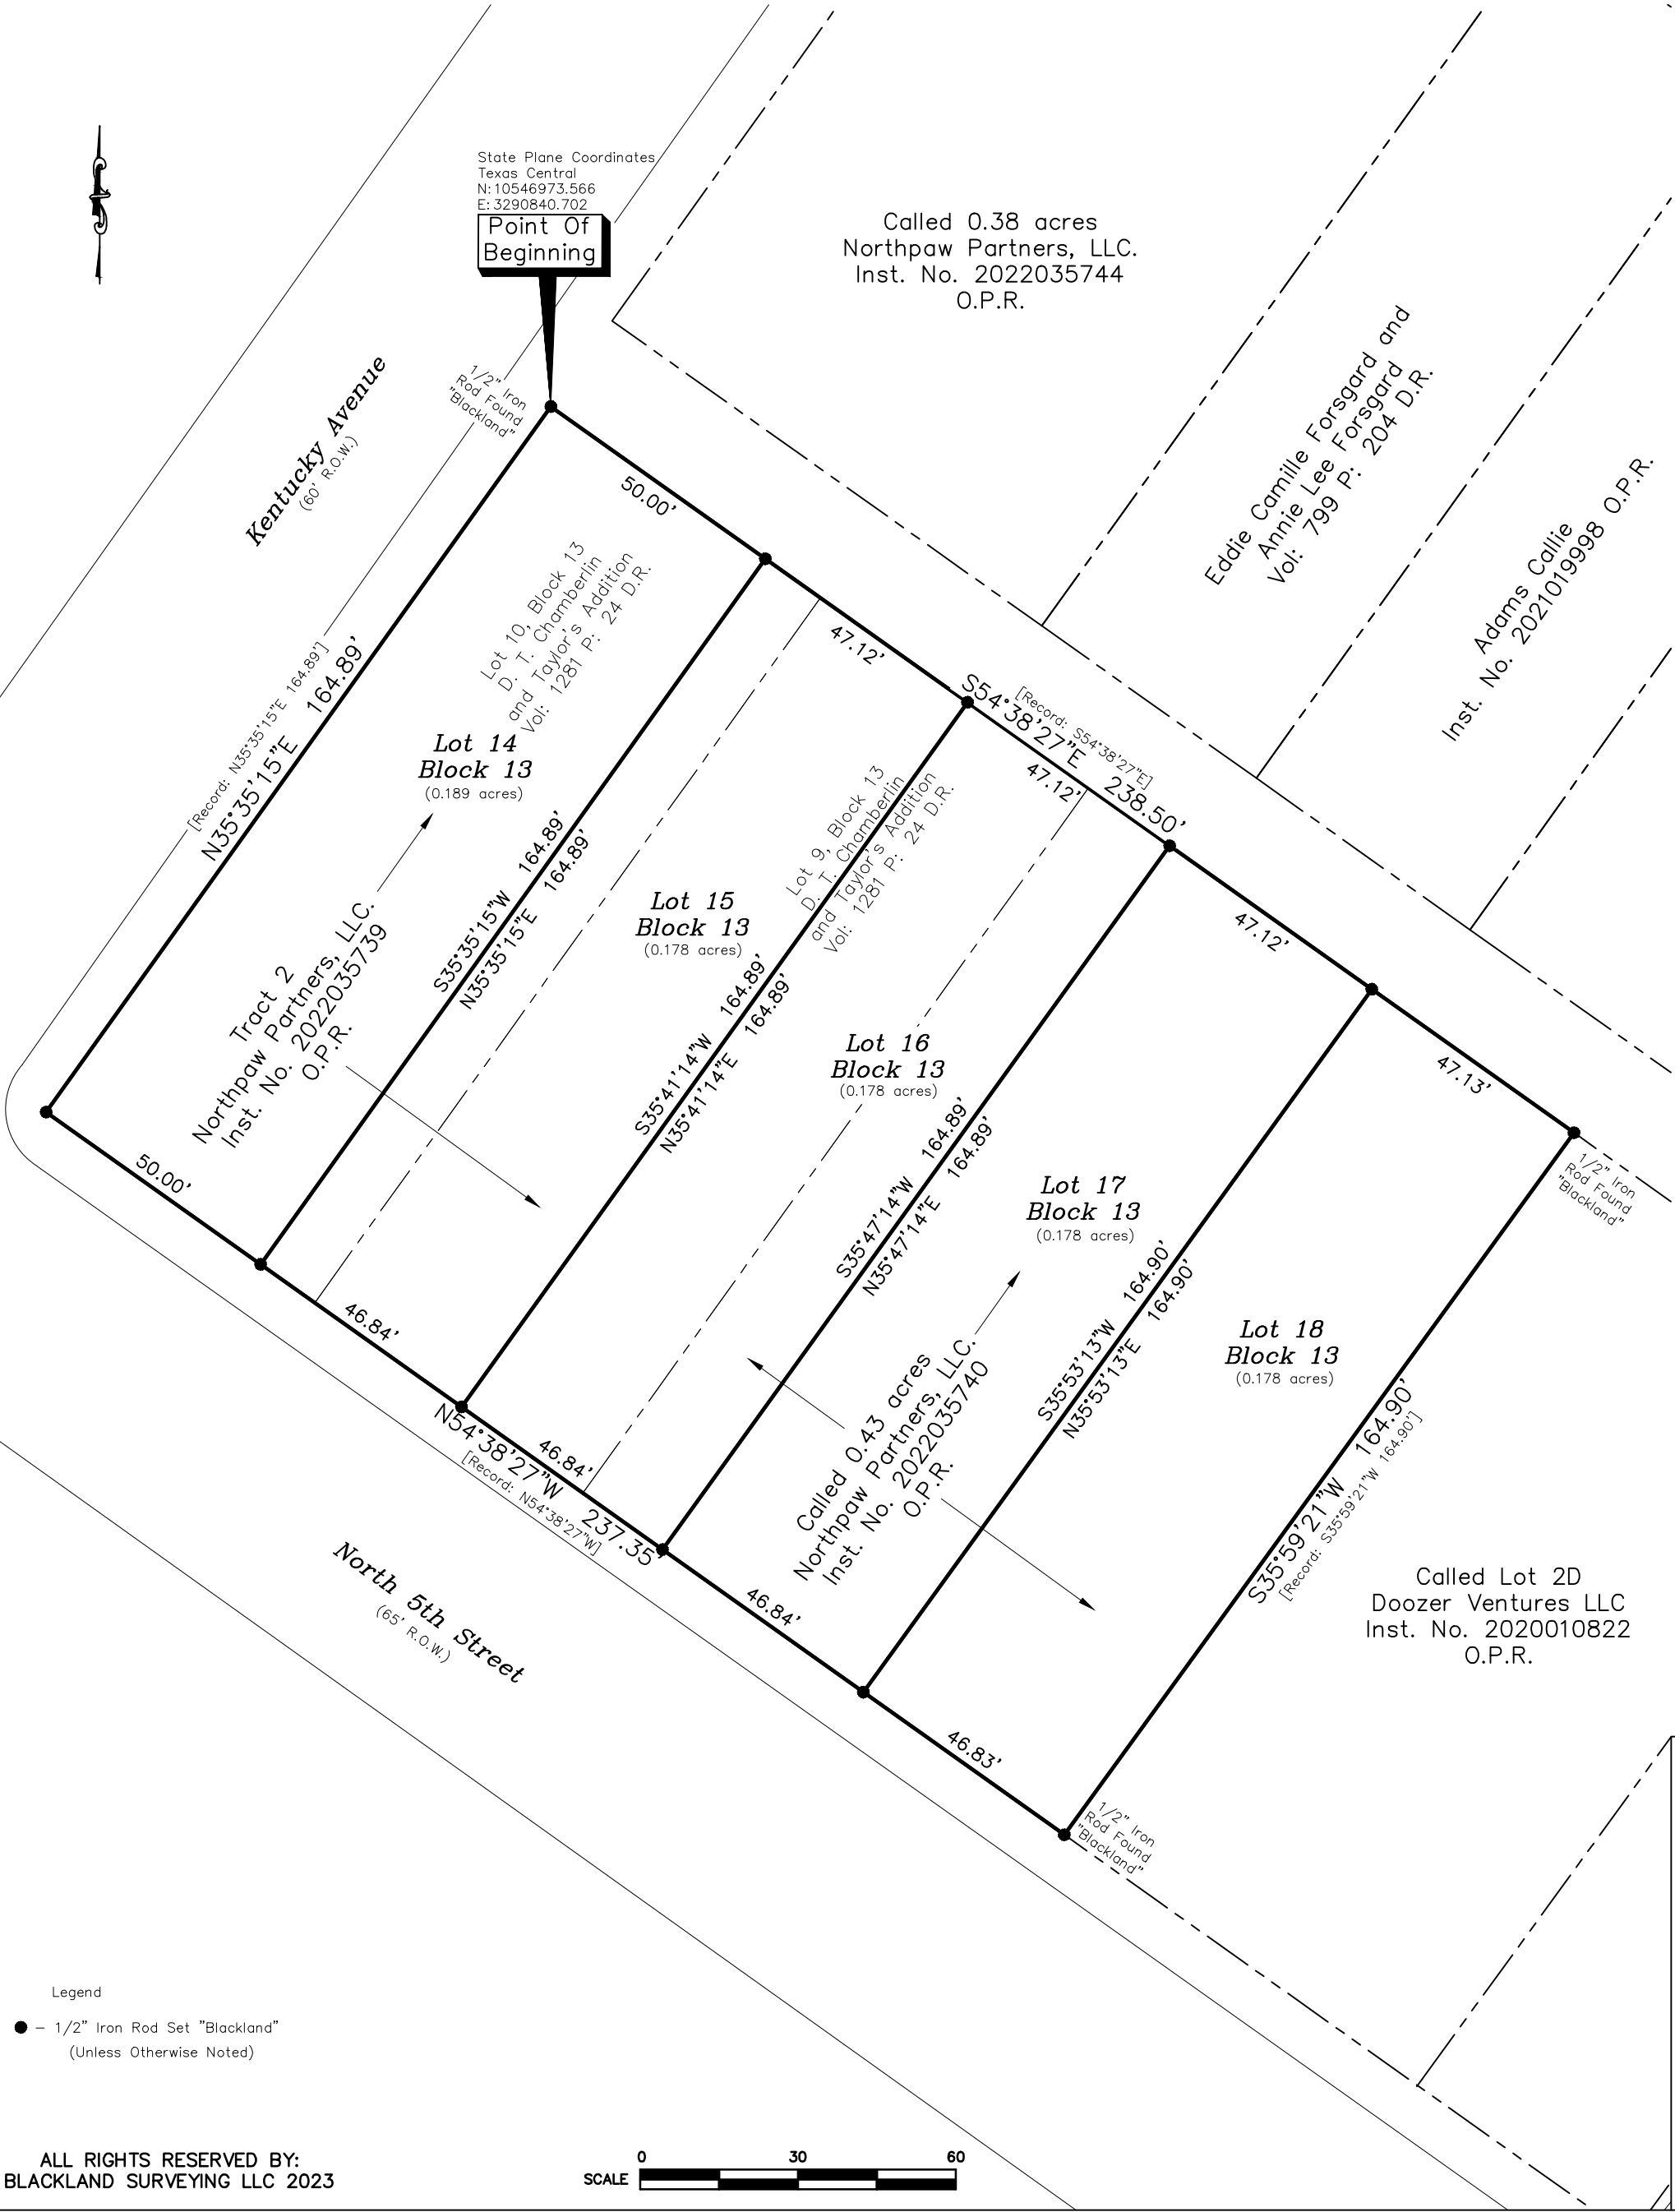 State Plane Coordinates
Texas Central
N: 10546973.566
E: 3290840.702
Point Of
Beginning
Called 0.38 acres
Northpaw Partners, LLC.
Inst. No. 2022035744
O.P.R.
Eddie Camille Forsgard and
Annie Lee Forsgard
Vol: 799 P: 204 D.R.
Adams Callie
Inst. No. 2021019998 O.P.R.
Kentucky Avenue
(60' R.O.W.)
1/2" Iron
Rod Found
"Blackland"
50.00'
47.12'
S54°38'27"E 238.50'
[Record: S54°38'27"E]
47.12'
47.12'
47.13'
[Record: N35°35'15"E 164.89']
N35°35'15"E 164.89'
Lot 10, Block 13
D. T. Chamberlin
and Taylor's Addition
Vol: 1281 P: 24 D.R.
Lot 14
Block 13
(0.189 acres)
S35°35'15"W 164.89'
N35°35'15"E 164.89'
Lot 9, Block 13
D. T. Chamberlin
and Taylor's Addition
Vol: 1281 P: 24 D.R.
Lot 15
Block 13
(0.178 acres)
Tract 2
Northpaw Partners, LLC.
Inst. No. 2022035739
O.P.R.
S35°41'14"W 164.89'
N35°41'14"E 164.89'
Lot 16
Block 13
(0.178 acres)
S35°47'14"W 164.89'
N35°47'14"E 164.89'
Lot 17
Block 13
(0.178 acres)
1/2" Iron
Rod Found
"Blackland"
S35°53'13"W 164.90'
N35°53'13"E 164.90'
Lot 18
Block 13
(0.178 acres)
Called 0.43 acres
Northpaw Partners, LLC.
Inst. No. 2022035740
O.P.R.
S35°59'21"W 164.90'
[Record: S35°59'21"W 164.90']
50.00'
46.84'
46.84'
N54°38'27"W 237.35'
[Record: N54°38'27"W]
46.84'
46.83'
North 5th Street
(65' R.O.W.)
Called Lot 2D
Doozer Ventures LLC
Inst. No. 2020010822
O.P.R.
1/2" Iron
Rod Found
"Blackland"
Legend
– 1/2" Iron Rod Set "Blackland"
(Unless Otherwise Noted)
ALL RIGHTS RESERVED BY:
BLACKLAND SURVEYING LLC 2023
SCALE
0 30 60